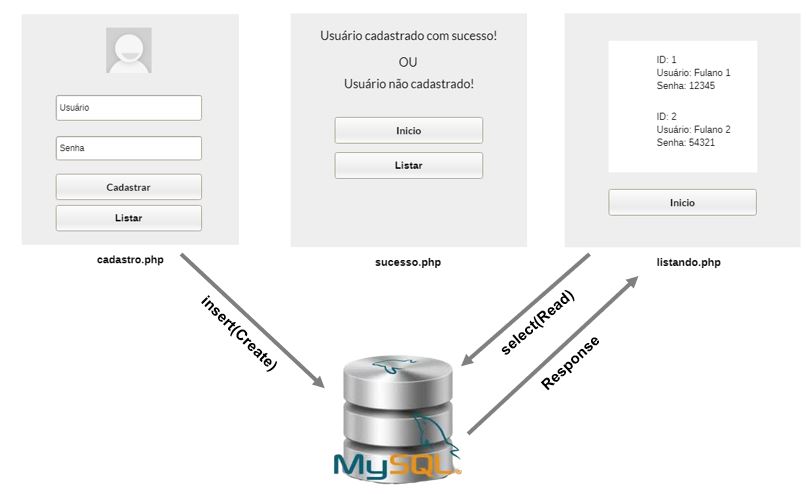 Usuário
Senha
Cadastrar
Listar
cadastro.php
Usuário cadastrado com sucesso!
OU
Usuário não cadastrado!
Inicio
Listar
sucesso.php
ID: 1
Usuário: Fulano 1
Senha: 12345
ID: 2
Usuário: Fulano 2
Senha: 54321
Inicio
listando.php
insert(Create)
select(Read)
Response
MySQL